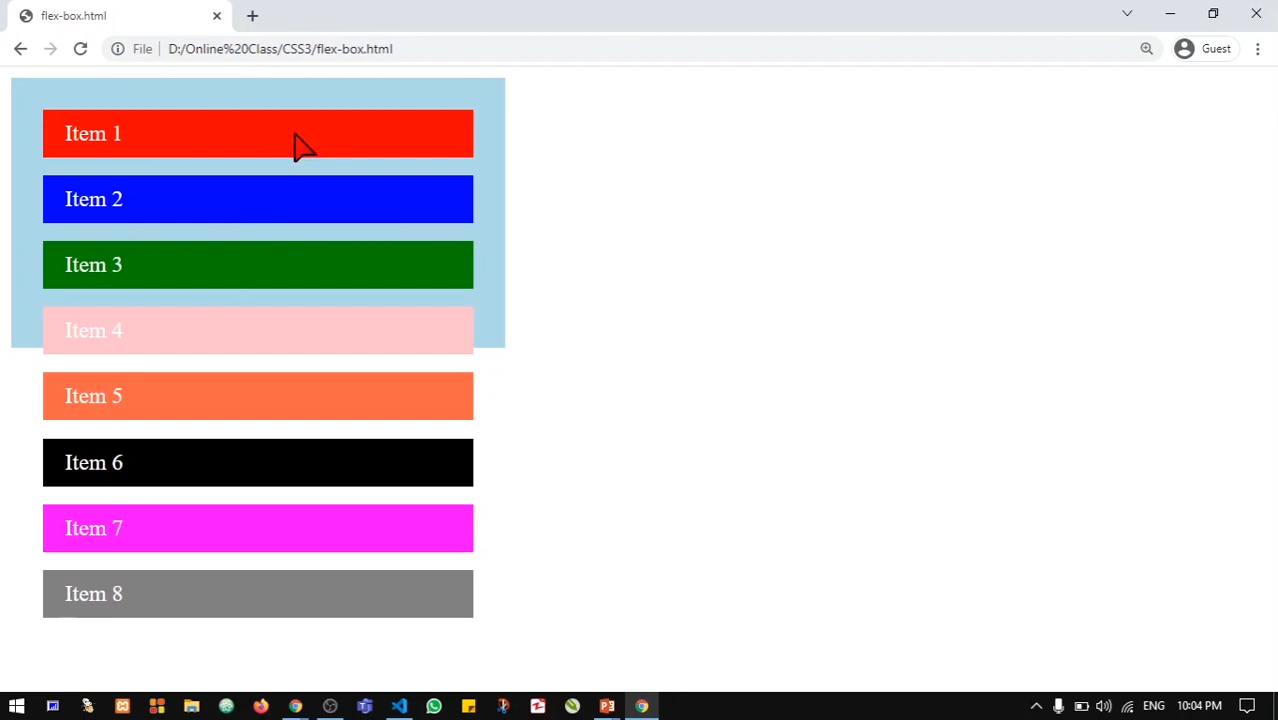 flex-box.html
File
D:/Online%20Class/CSS3/flex-box.html
Guest
Item 1
Item 2
Item 3
Item 4
Item 5
Item 6
Item 7
Item 8
ENG
10:04 PM